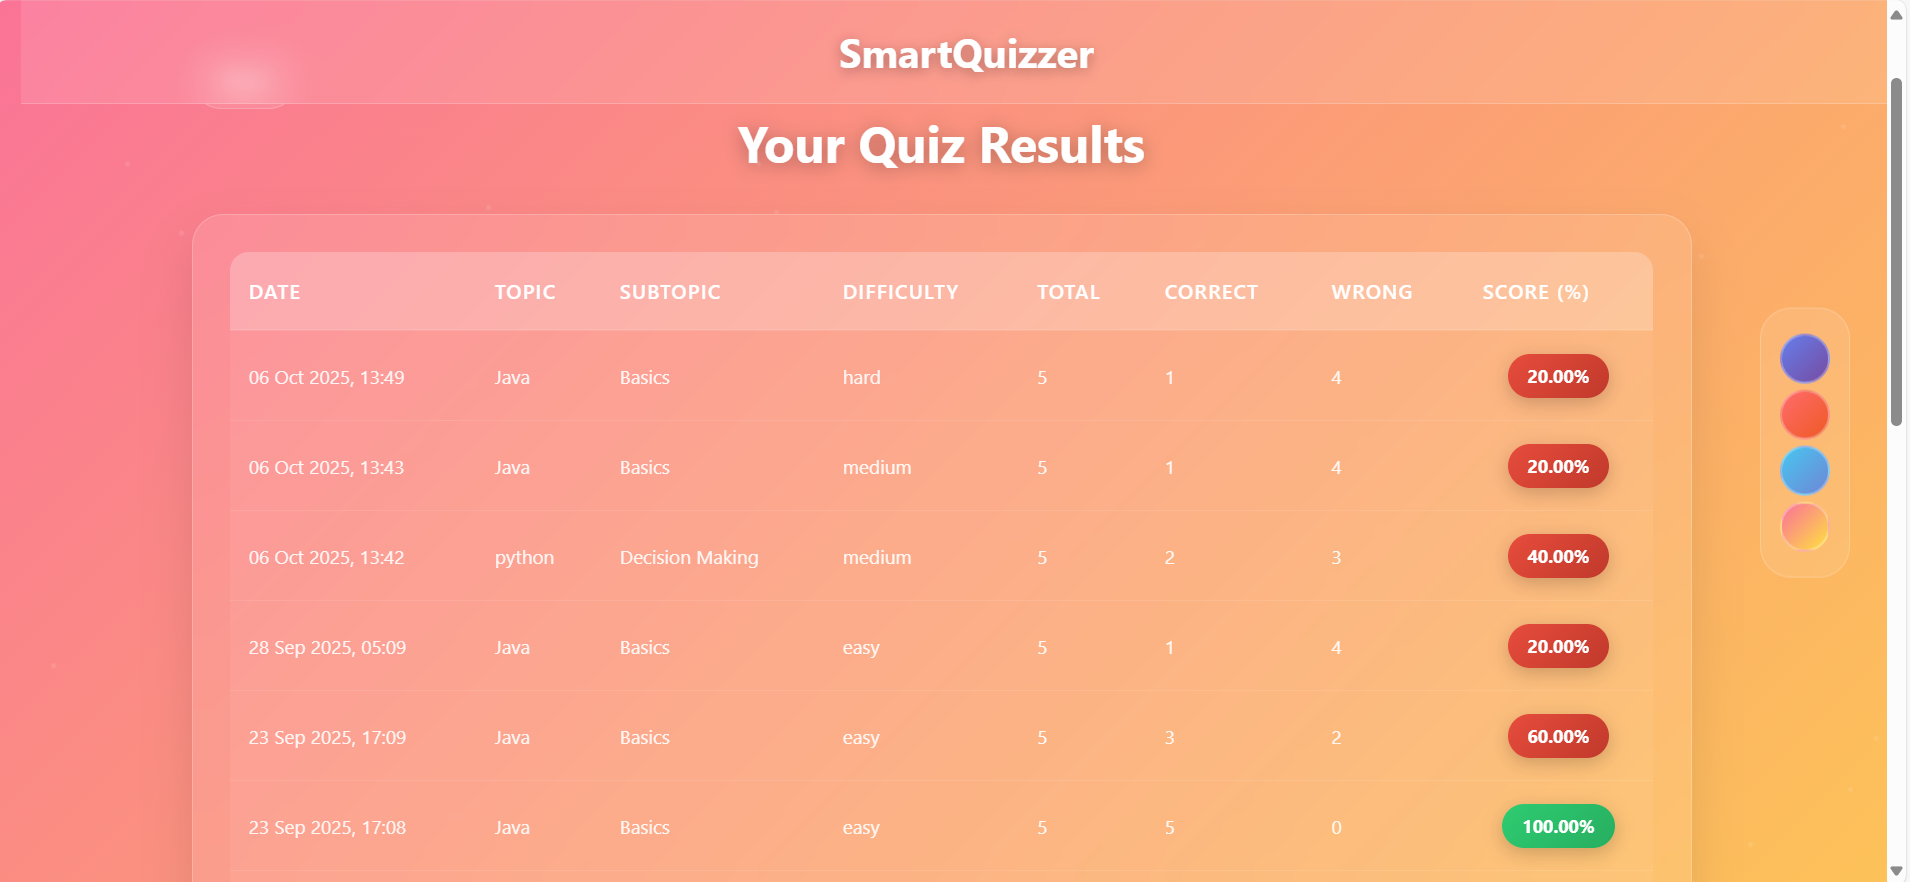 SmartQuizzer
Your Quiz Results
DATE TOPIC SUBTOPIC DIFFICULTY TOTAL CORRECT WRONG SCORE (%)
06 Oct 2025, 13:49 Java Basics hard 5 1 4 20.00%
06 Oct 2025, 13:43 Java Basics medium 5 1 4 20.00%
06 Oct 2025, 13:42 python Decision Making medium 5 2 3 40.00%
28 Sep 2025, 05:09 Java Basics easy 5 1 4 20.00%
23 Sep 2025, 17:09 Java Basics easy 5 3 2 60.00%
23 Sep 2025, 17:08 Java Basics easy 5 5 0 100.00%